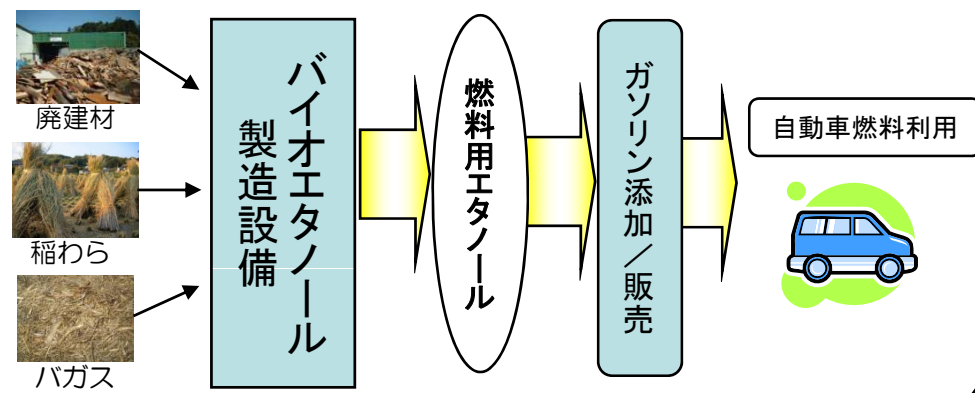 廃建材
稲わら
バガス
バイオエタノール
製造設備
燃料用エタノール
ガソリン添加／販売
自動車燃料利用